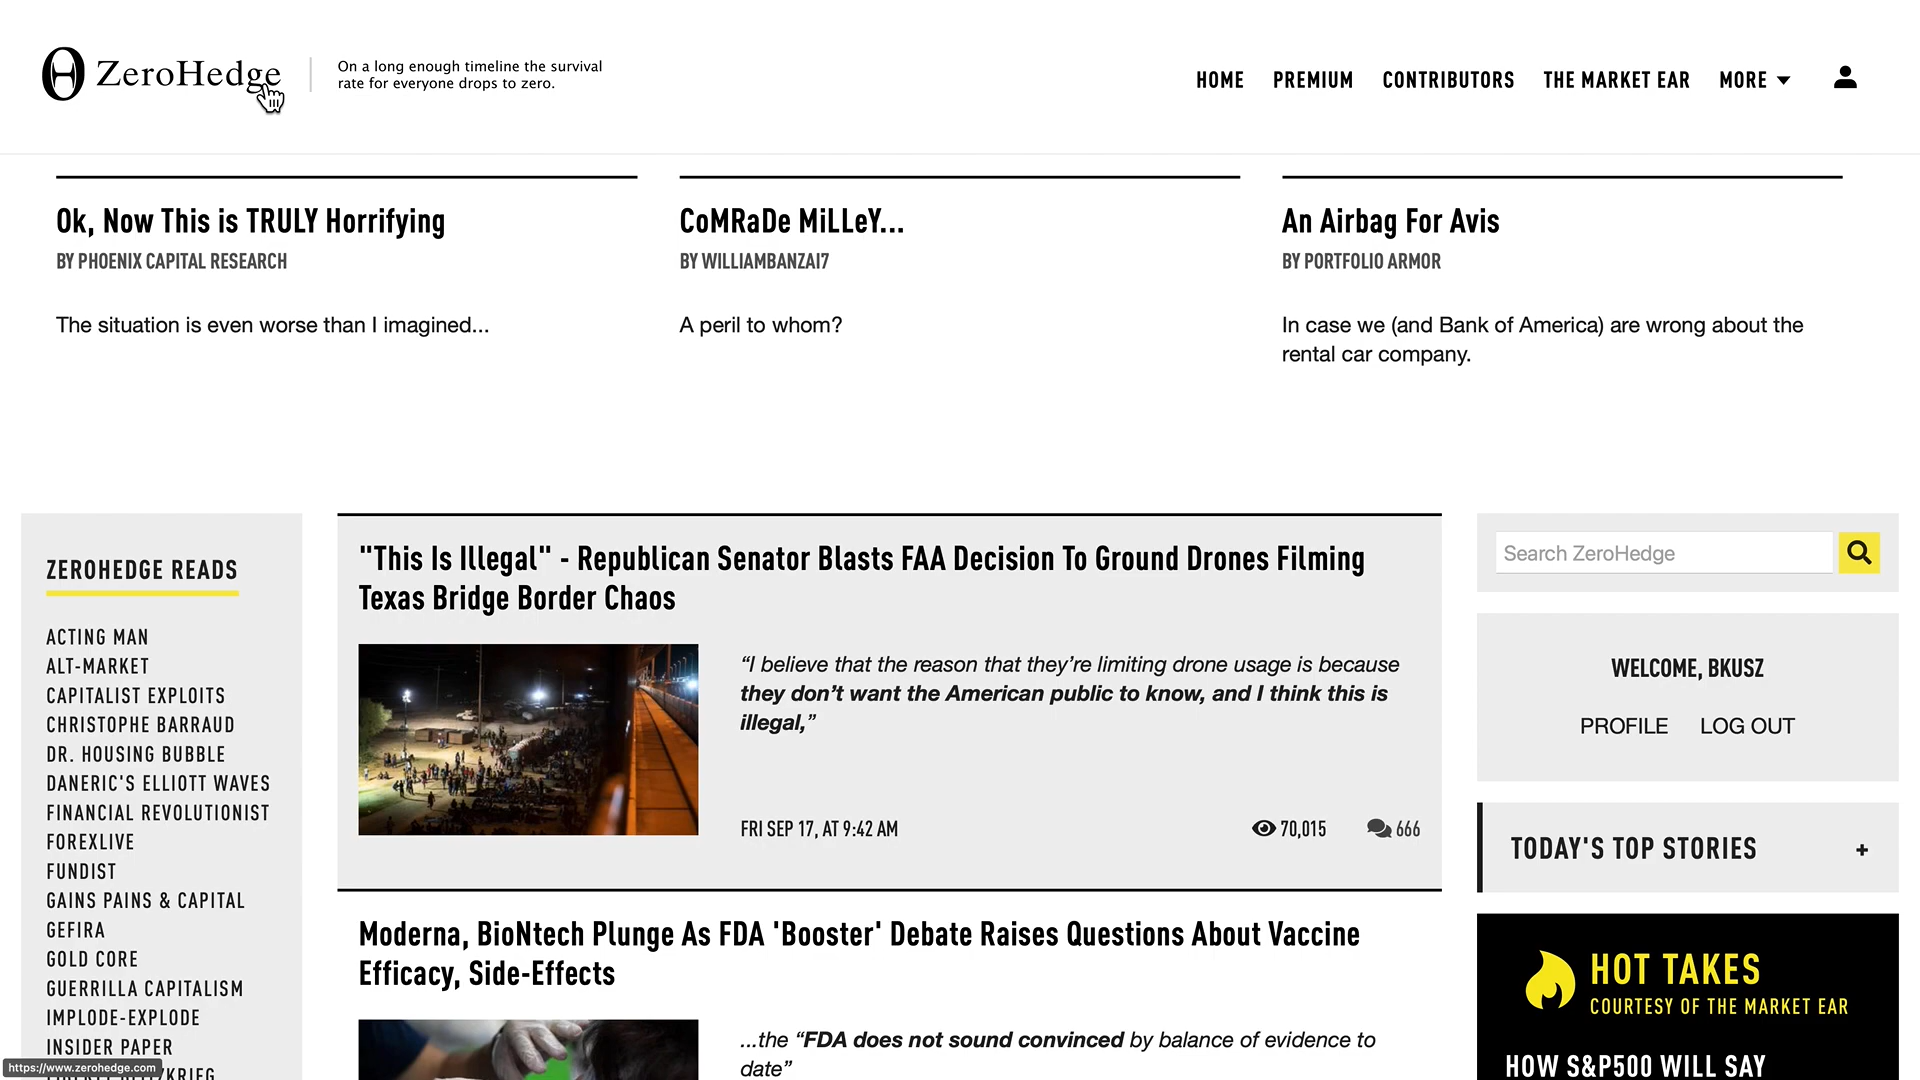 ZeroHedge
On a long enough timeline the survival
rate for everyone drops to zero.
HOME PREMIUM CONTRIBUTORS THE MARKET EAR MORE
Ok, Now This is TRULY Horrifying
BY PHOENIX CAPITAL RESEARCH
The situation is even worse than I imagined...
CoMRaDe MiLLeY...
BY WILLIAMBANZAI7
A peril to whom?
An Airbag For Avis
BY PORTFOLIO ARMOR
In case we (and Bank of America) are wrong about the
rental car company.
ZEROHEDGE READS
ACTING MAN
ALT-MARKET
CAPITALIST EXPLOITS
CHRISTOPHE BARRAUD
DR. HOUSING BUBBLE
DANERIC'S ELLIOTT WAVES
FINANCIAL REVOLUTIONIST
FOREXLIVE
FUNDIST
GAINS PAINS & CAPITAL
GEFIRA
GOLD CORE
GUERRILLA CAPITALISM
IMPLODE-EXPLODE
INSIDER PAPER
https://www.zerohedge.com
"This Is Illegal" - Republican Senator Blasts FAA Decision To Ground Drones Filming
Texas Bridge Border Chaos
“I believe that the reason that they’re limiting drone usage is because
they don’t want the American public to know, and I think this is
illegal,”
FRI SEP 17, AT 9:42 AM 70,015 666
Moderna, BioNtech Plunge As FDA 'Booster' Debate Raises Questions About Vaccine
Efficacy, Side-Effects
...the “FDA does not sound convinced by balance of evidence to
date”
Search ZeroHedge
WELCOME, BKUSZ
PROFILE LOG OUT
TODAY'S TOP STORIES +
HOT TAKES
COURTESY OF THE MARKET EAR
HOW S&P500 WILL SAY